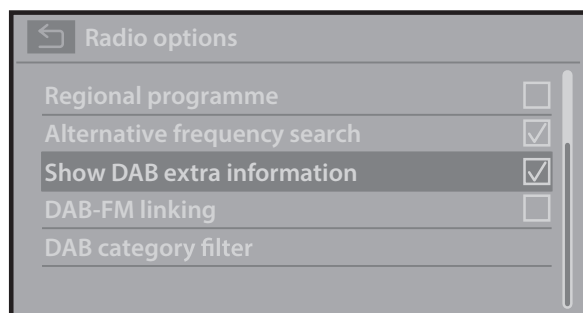 Radio options
Regional programme
Alternative frequency search
Show DAB extra information
DAB-FM linking
DAB category filter